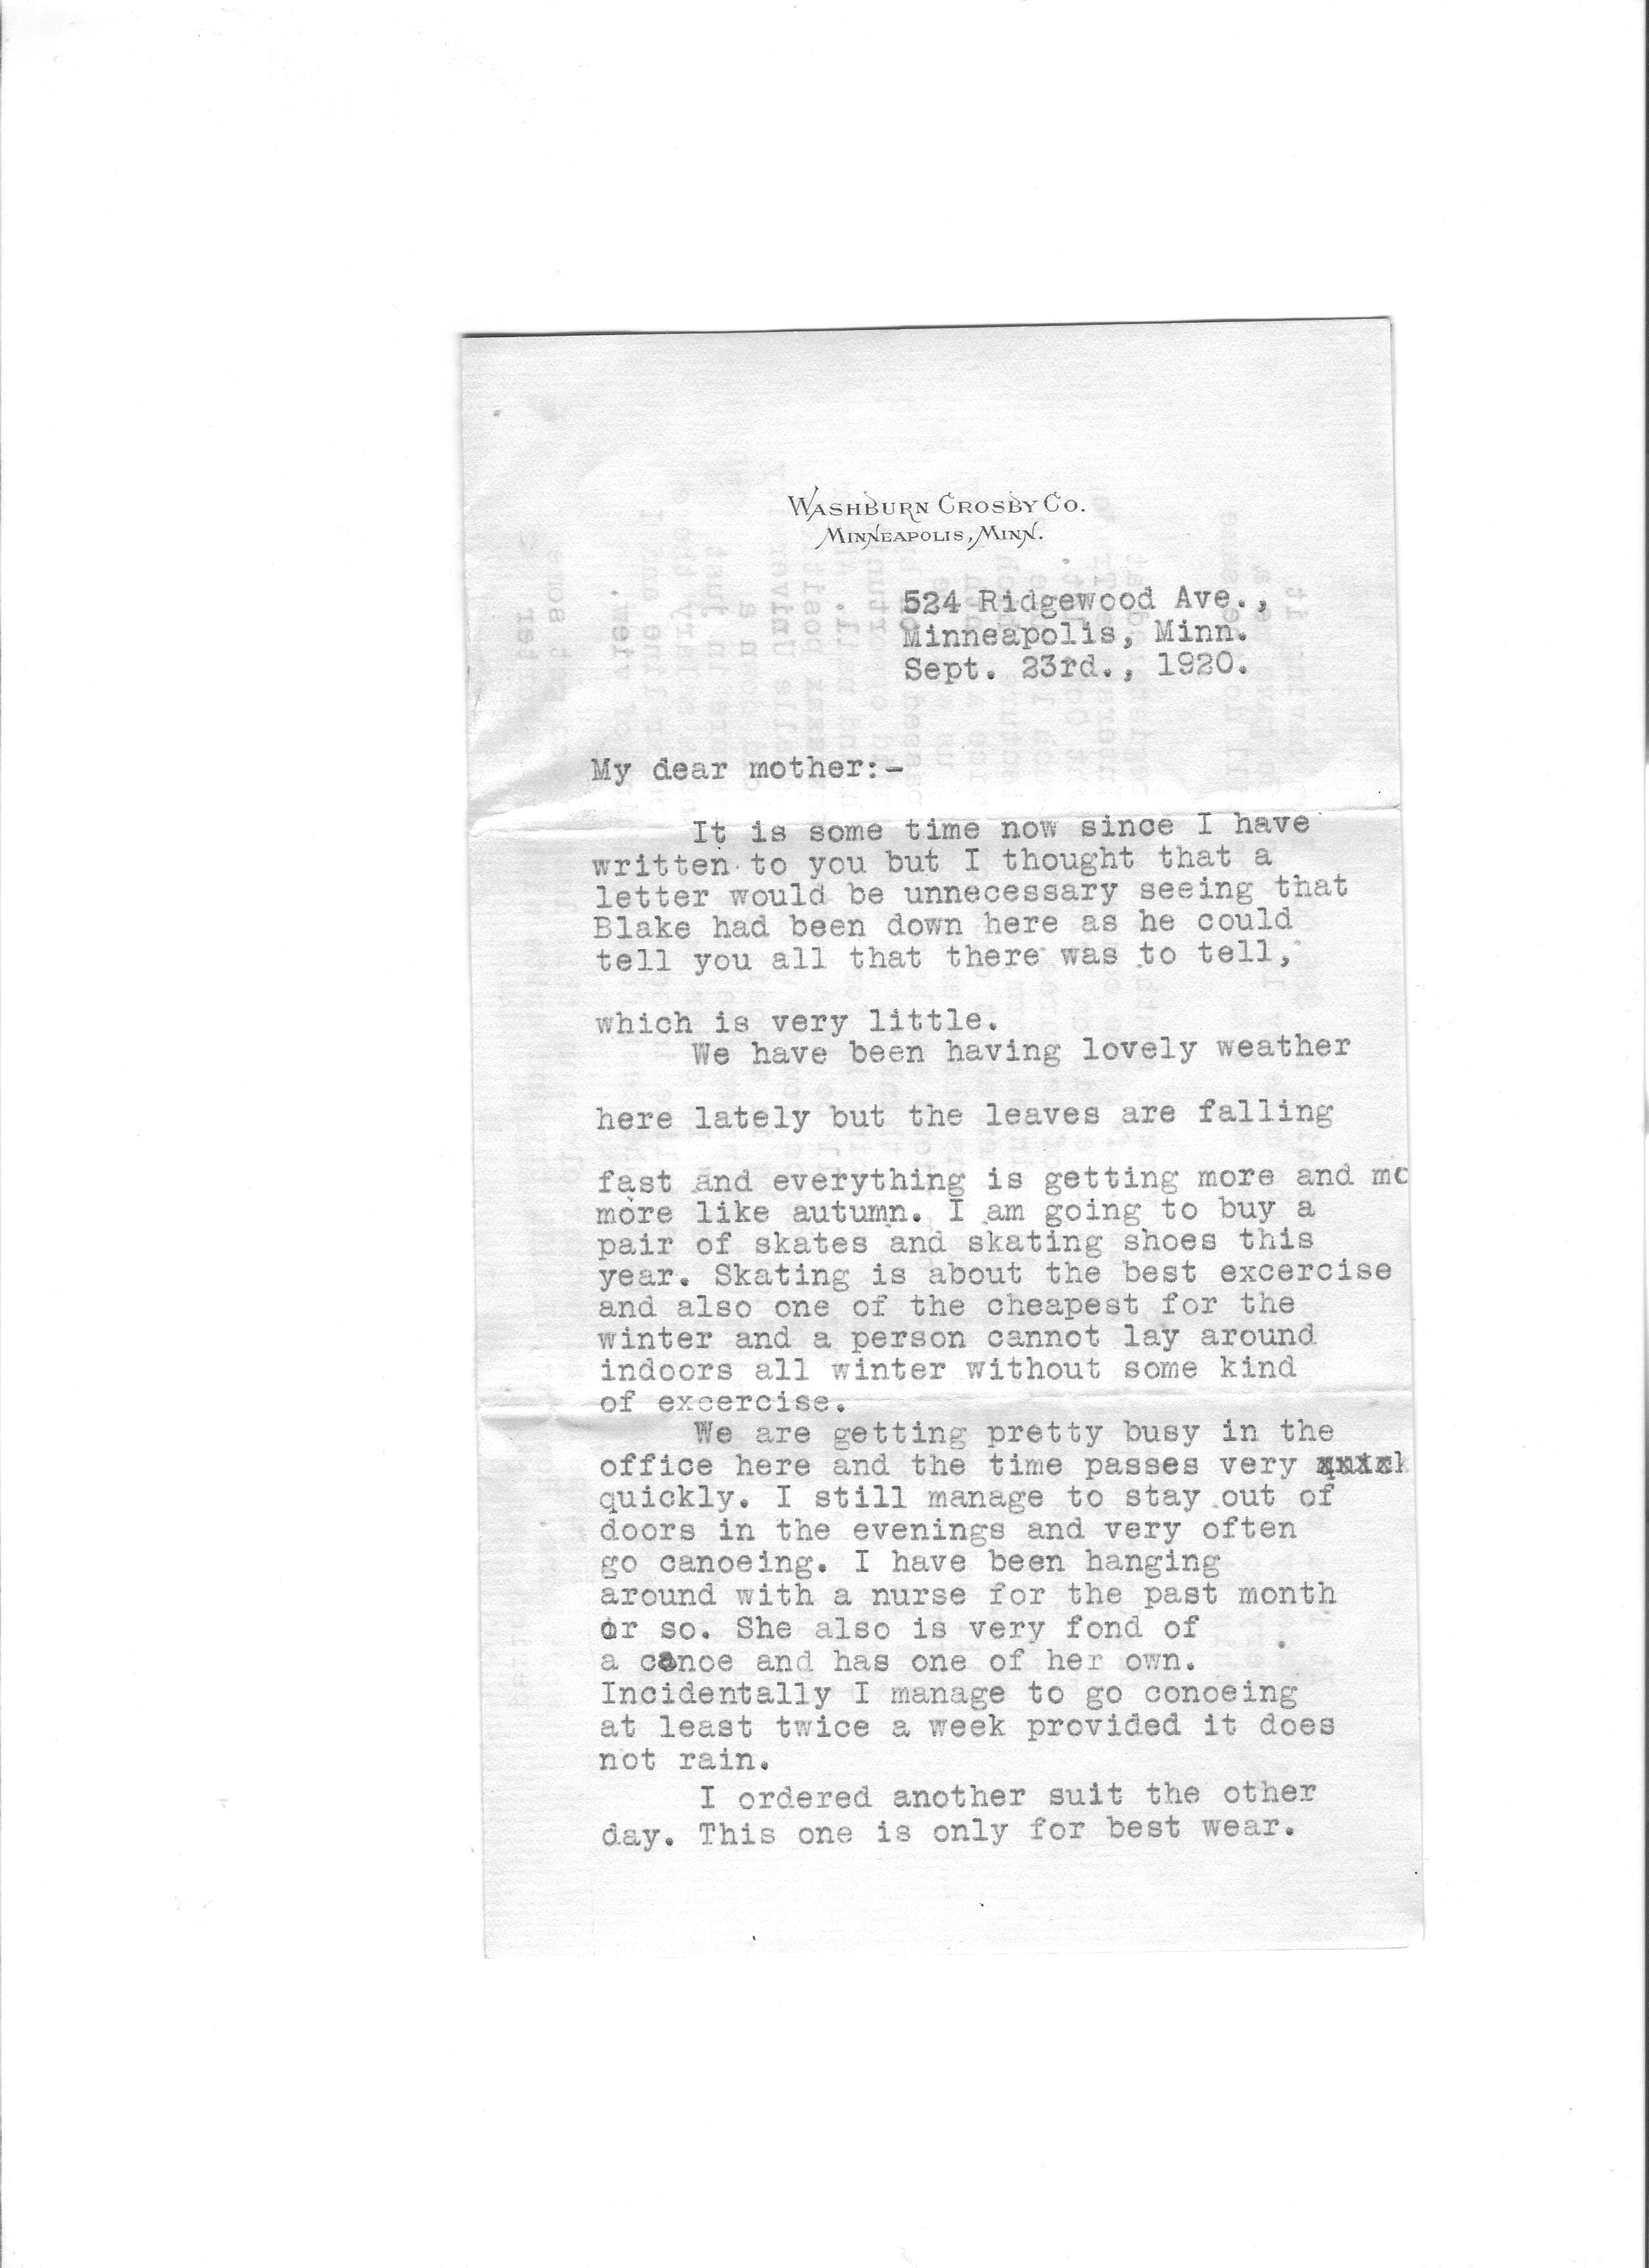 WASHBURN CROSBY CO.
MINNEAPOLIS, MINN.
524 Ridgewood Ave.,
Minneapolis, Minn.
Sept. 23rd., 1920.
My dear mother:-
It is some time now since I have
written to you but I thought that a
letter would be unnecessary seeing that
Blake had been down here as he could
tell you all that there was to tell,
which is very little.
We have been having lovely weather
here lately but the leaves are falling
fast and everything is getting more and mo
more like autumn. I am going to buy a
pair of skates and skating shoes this
year. Skating is about the best excercise
and also one of the cheapest for the
winter and a person cannot lay around
indoors all winter without some kind
of excercise.
We are getting pretty busy in the
office here and the time passes very quick
quickly. I still manage to stay out of
doors in the evenings and very often
go canoeing. I have been hanging
around with a nurse for the past month
or so. She also is very fond of
a canoe and has one of her own.
Incidentally I manage to go conoeing
at least twice a week provided it does
not rain.
I ordered another suit the other
day. This one is only for best wear.